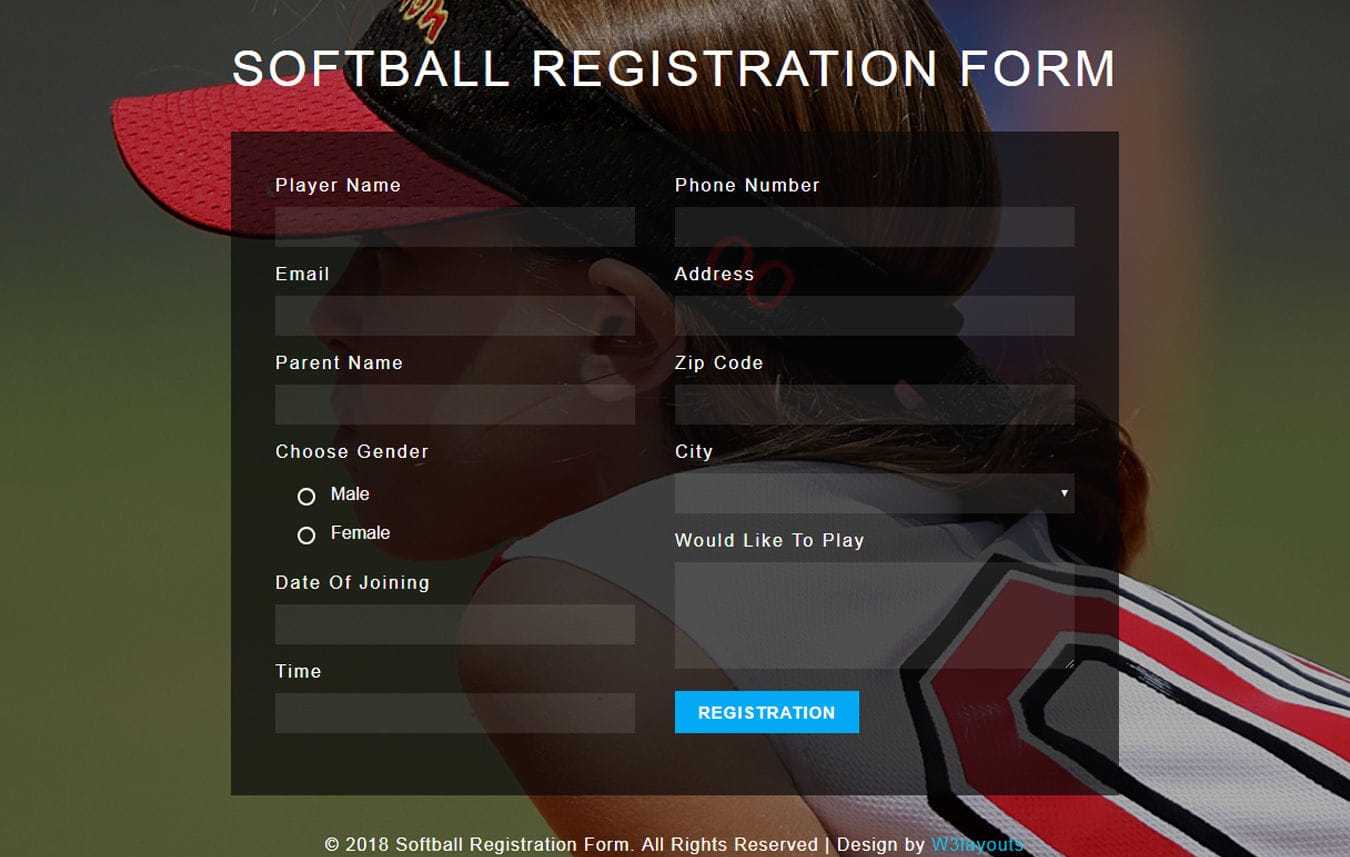 SOFTBALL REGISTRATION FORM
Player Name
Email
Parent Name
Choose Gender
Male
Female
Date Of Joining
Time
Phone Number
Address
Zip Code
City
Would Like To Play
REGISTRATION
© 2018 Softball Registration Form. All Rights Reserved | Design by W3layouts